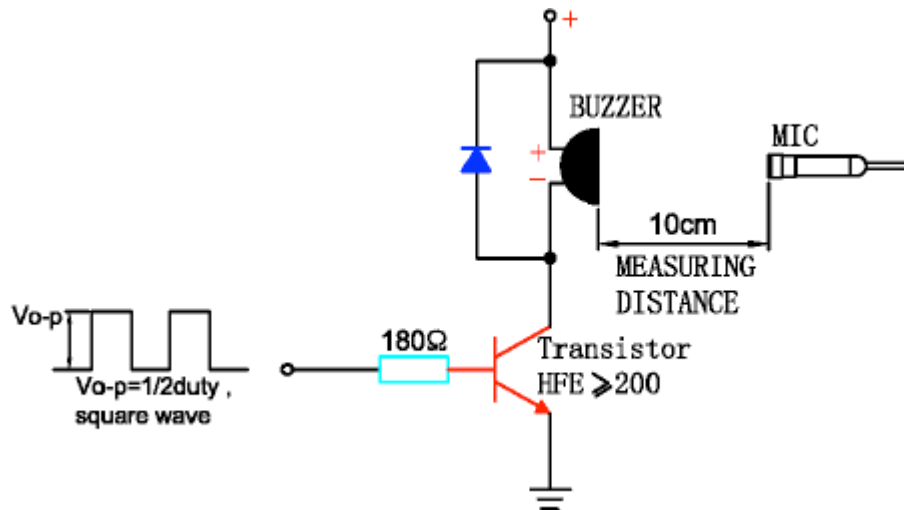 +
BUZZER
MIC
+
−
10cm
MEASURING
DISTANCE
Vo-p
Vo-p=1/2duty ,
square wave
180Ω
Transistor
HFE ⩾200